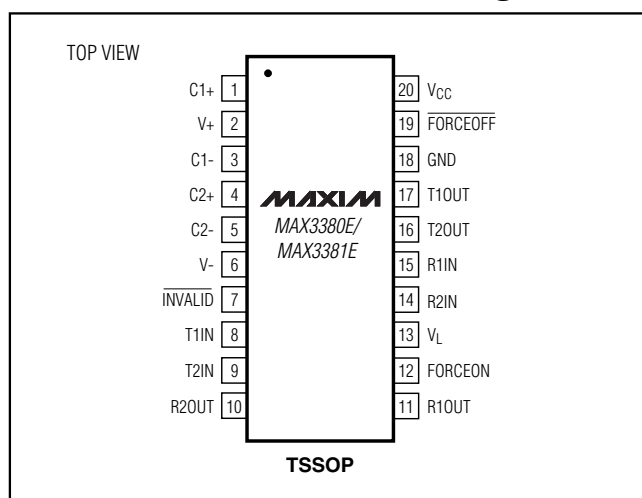 TOP VIEW
C1+ 1
V+ 2
C1- 3
C2+ 4
C2- 5
V- 6
INVALID 7
T1IN 8
T2IN 9
R2OUT 10
MAXIM
MAX3380E/
MAX3381E
20 VCC
19 FORCEOFF
18 GND
17 T1OUT
16 T2OUT
15 R1IN
14 R2IN
13 VL
12 FORCEON
11 R1OUT
TSSOP